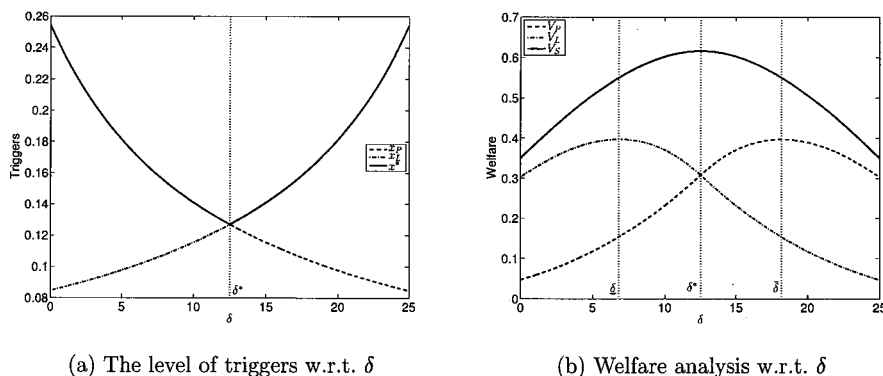 0.26
0.24
0.22
0.2
0.18
0.16
0.14
0.12
0.1
0.08
Triggers
x_P
x_L
x*
δ*
0 5 10 15 20 25
δ
(a) The level of triggers w.r.t. δ
0.7
0.6
0.5
0.4
0.3
0.2
0.1
0
Welfare
V_P
V_L
V_S
δ̲ δ* δ̄
0 5 10 15 20 25
δ
(b) Welfare analysis w.r.t. δ